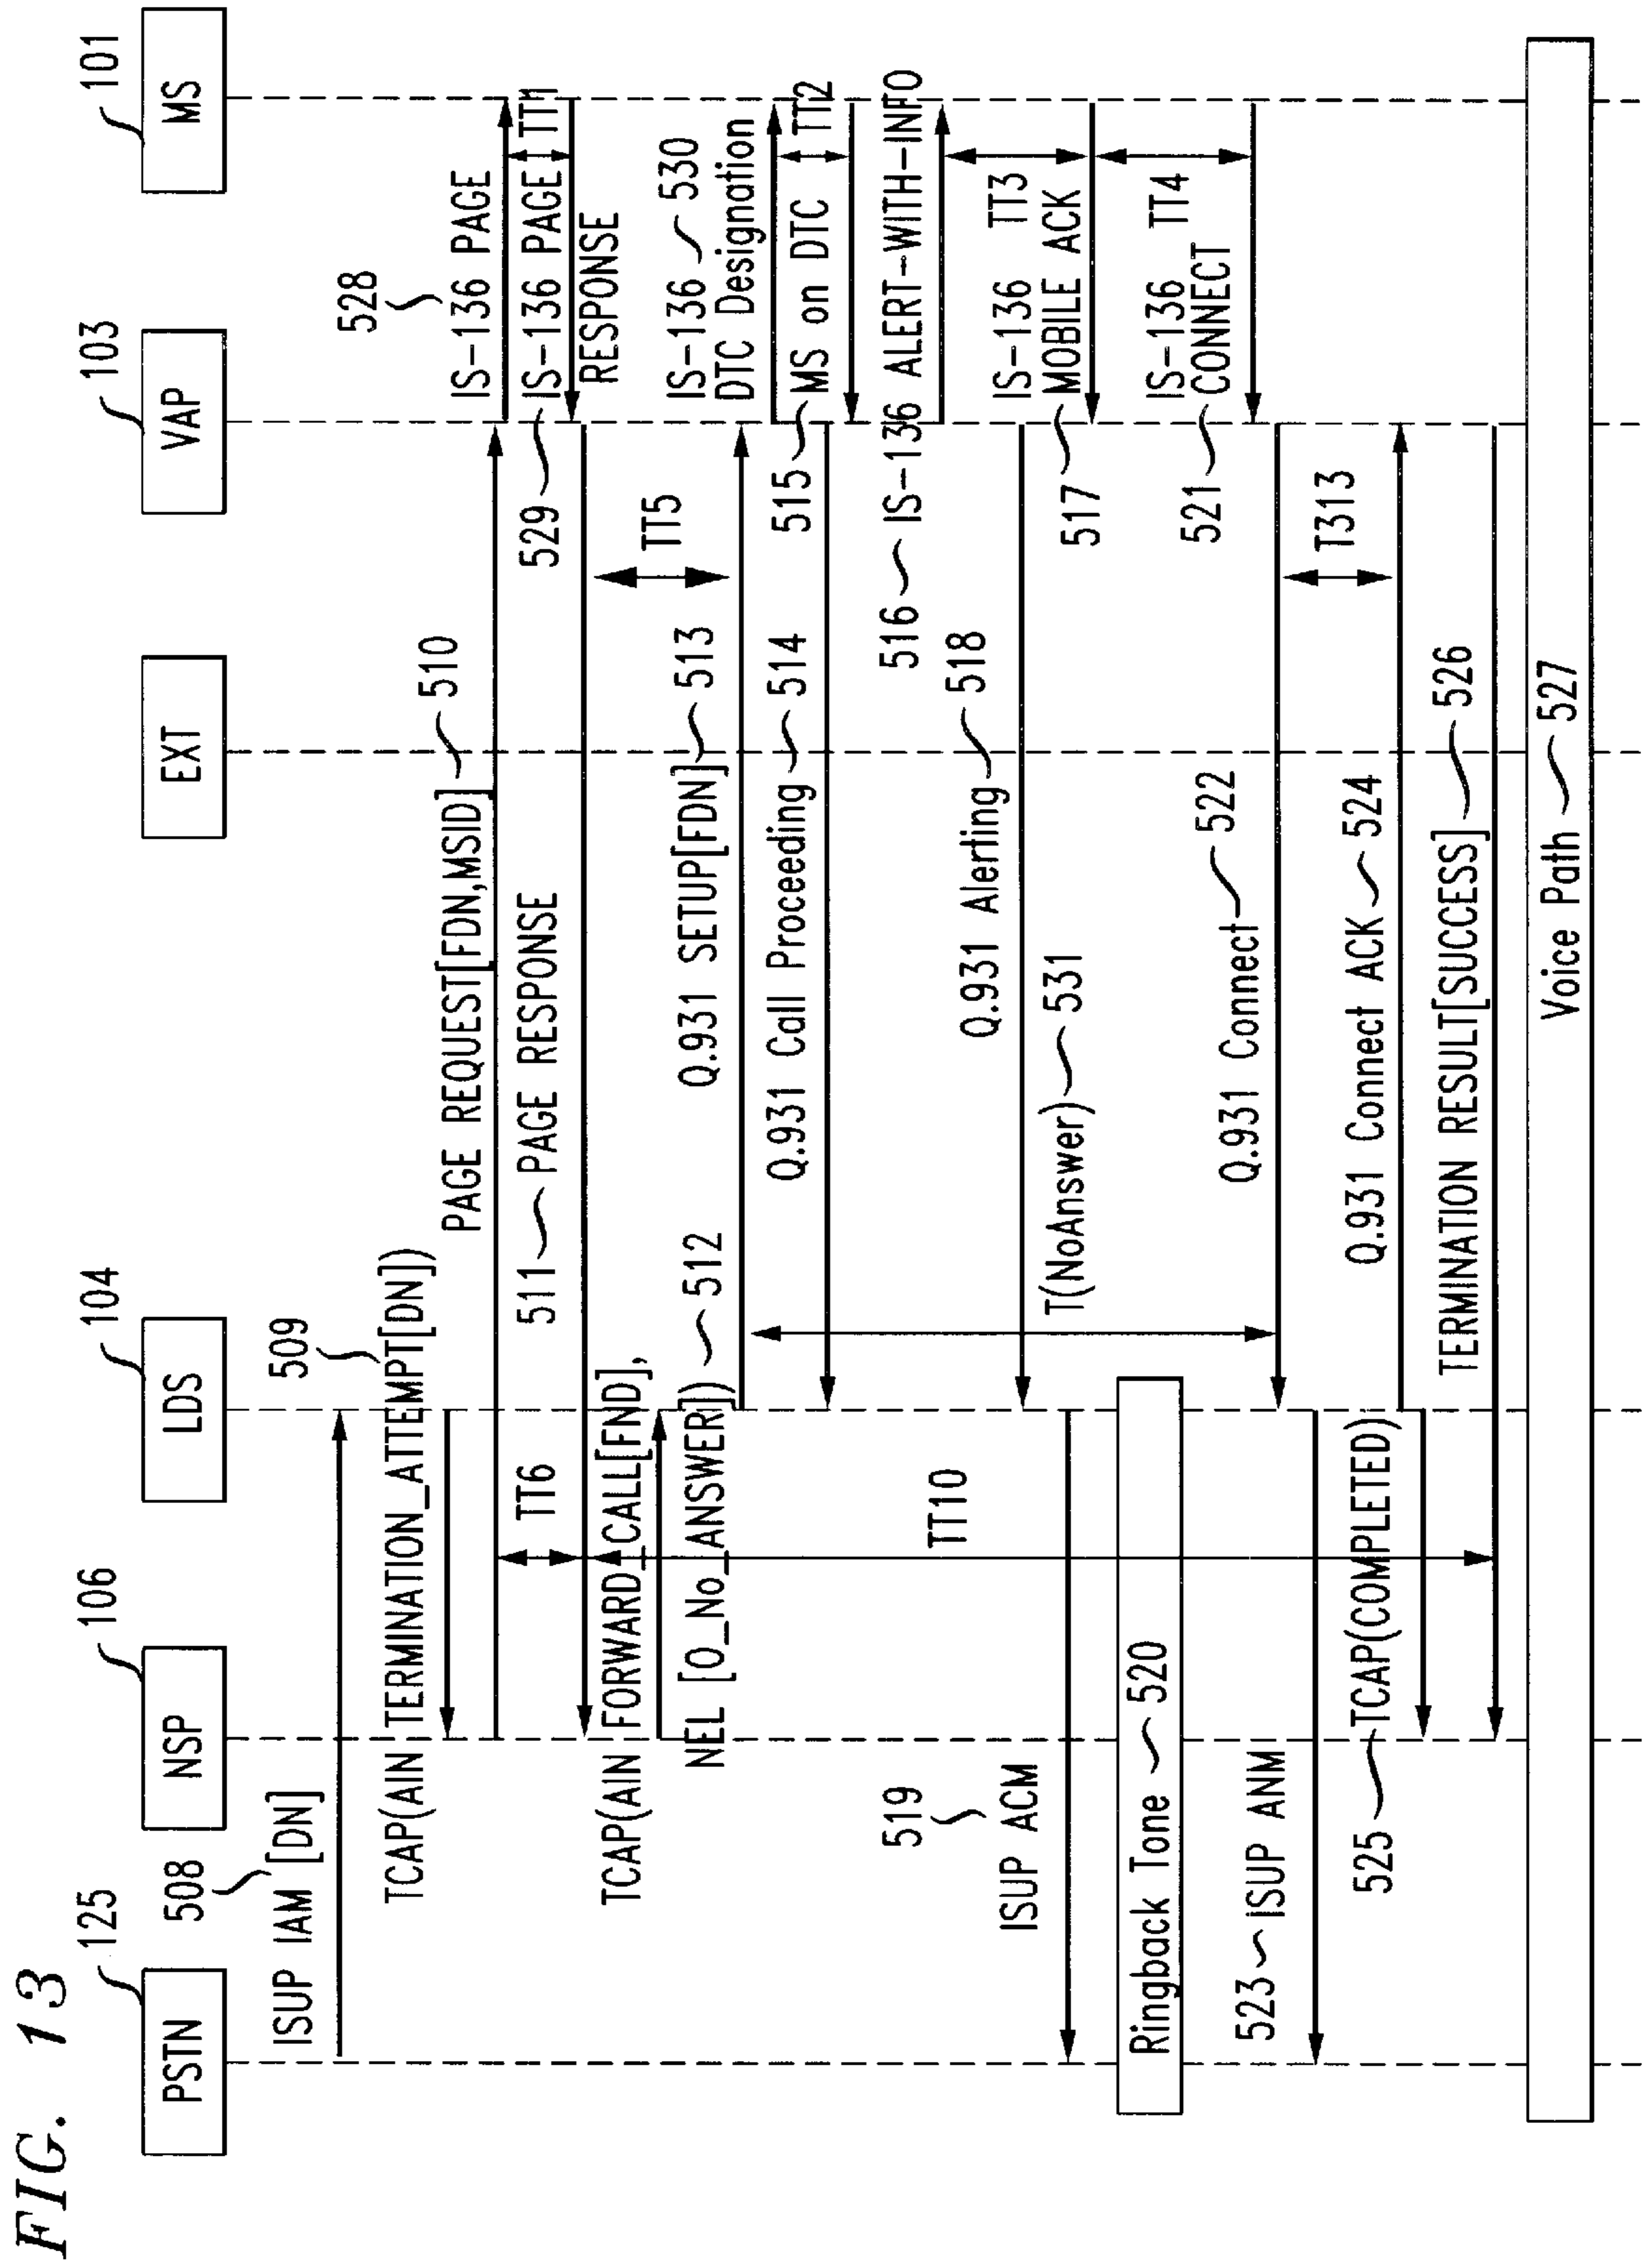 FIG. 13
PSTN
125
NSP
106
LDS
104
EXT
VAP
103
MS
101
508
ISUP IAM [DN]
509
TCAP(AIN TERMINATION_ATTEMPT[DN])
PAGE REQUEST[FDN,MSID]
510
528
IS-136 PAGE
TT6
511
PAGE RESPONSE
529
IS-136 PAGE
RESPONSE
TT1
TCAP(AIN FORWARD_CALL[FND],
NEL [O_No_ANSWER])
512
TT5
Q.931 SETUP[FDN]
513
IS-136
530
DTC Designation
Q.931 Call Proceeding
514
515
MS on DTC
TT2
516
IS-136 ALERT-WITH-INFO
TT10
Q.931 Alerting
518
IS-136
TT3
517
MOBILE ACK
519
ISUP ACM
T(NoAnswer)
531
Ringback Tone
520
IS-136
TT4
521
CONNECT
Q.931 Connect
522
523
ISUP ANM
T313
525
TCAP(COMPLETED)
Q.931 Connect ACK
524
TERMINATION RESULT[SUCCESS]
526
Voice Path
527